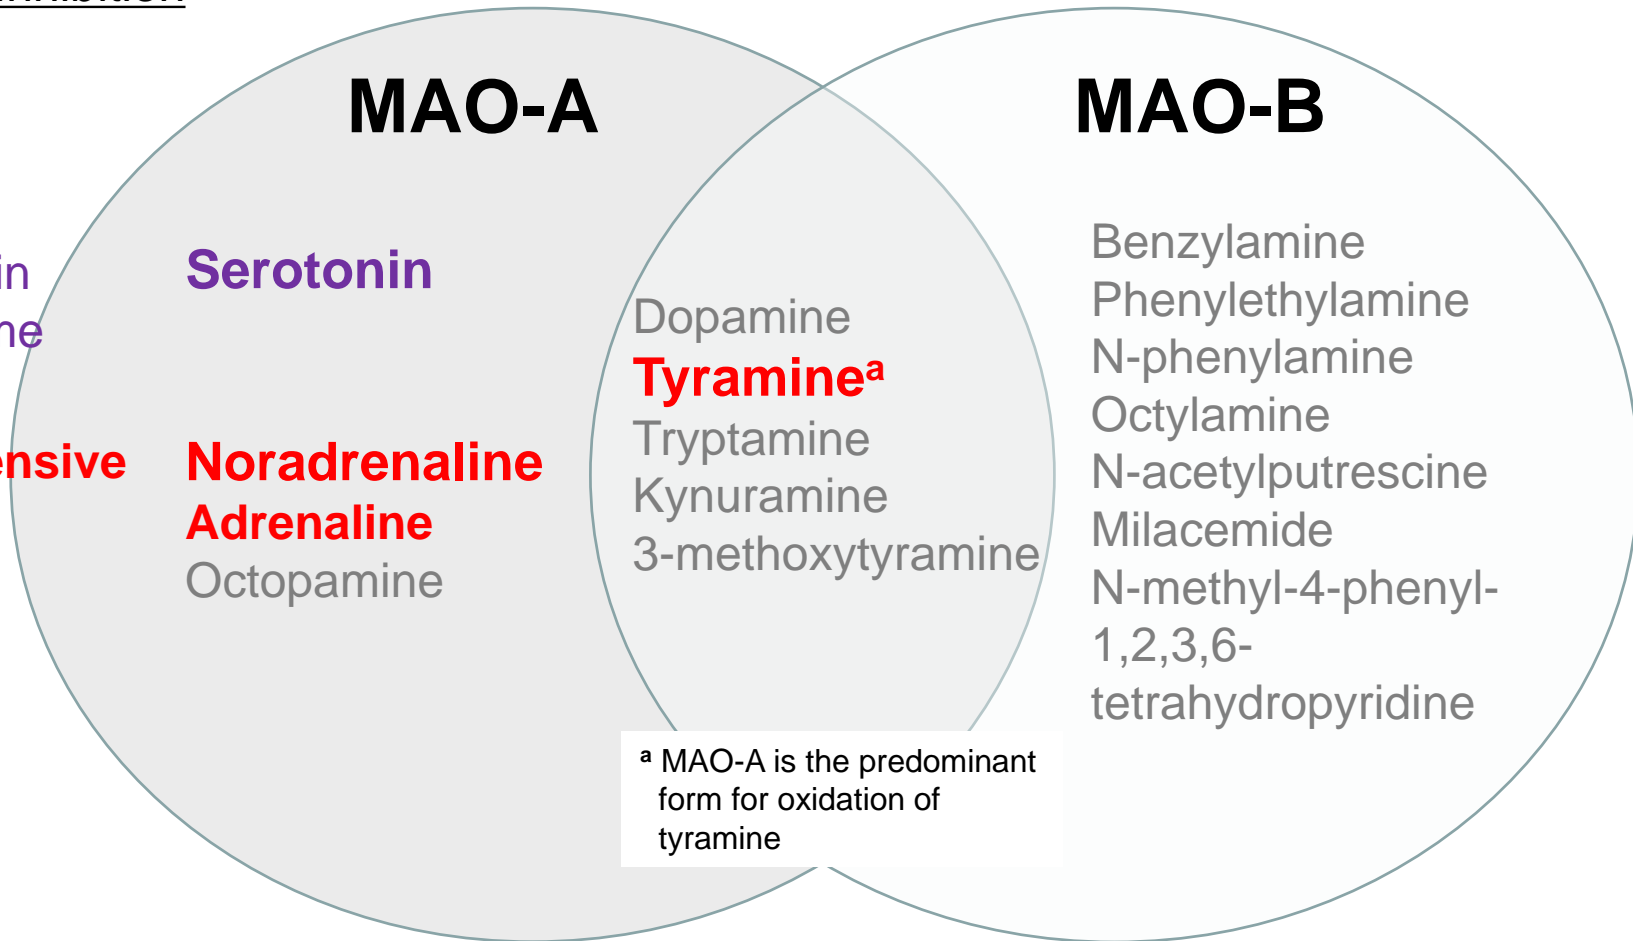 MAO-A
MAO-B
Serotonin
Noradrenaline
Adrenaline
Octopamine
Dopamine
Tyramineᵃ
Tryptamine
Kynuramine
3-methoxytyramine
Benzylamine
Phenylethylamine
N-phenylamine
Octylamine
N-acetylputrescine
Milacemide
N-methyl-4-phenyl-
1,2,3,6-
tetrahydropyridine
ᵃ MAO-A is the predominant
form for oxidation of
tyramine